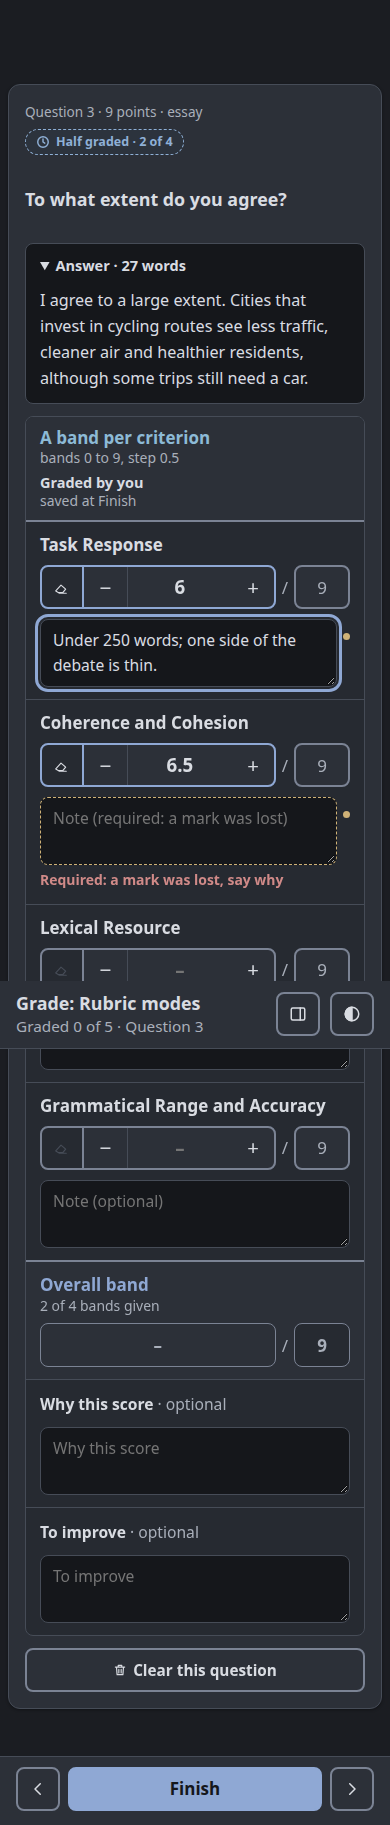 Question 3 · 9 points · essay
Half graded · 2 of 4
To what extent do you agree?
▼ Answer · 27 words
I agree to a large extent. Cities that
invest in cycling routes see less traffic,
cleaner air and healthier residents,
although some trips still need a car.
A band per criterion
bands 0 to 9, step 0.5
Graded by you
saved at Finish
Task Response
− 6 + / 9
Under 250 words; one side of the
debate is thin.
Coherence and Cohesion
− 6.5 + / 9
Note (required: a mark was lost)
Required: a mark was lost, say why
Lexical Resource
− – + / 9
Grade: Rubric modes
Graded 0 of 5 · Question 3
Grammatical Range and Accuracy
− – + / 9
Note (optional)
Overall band
2 of 4 bands given
– / 9
Why this score · optional
Why this score
To improve · optional
To improve
Clear this question
Finish